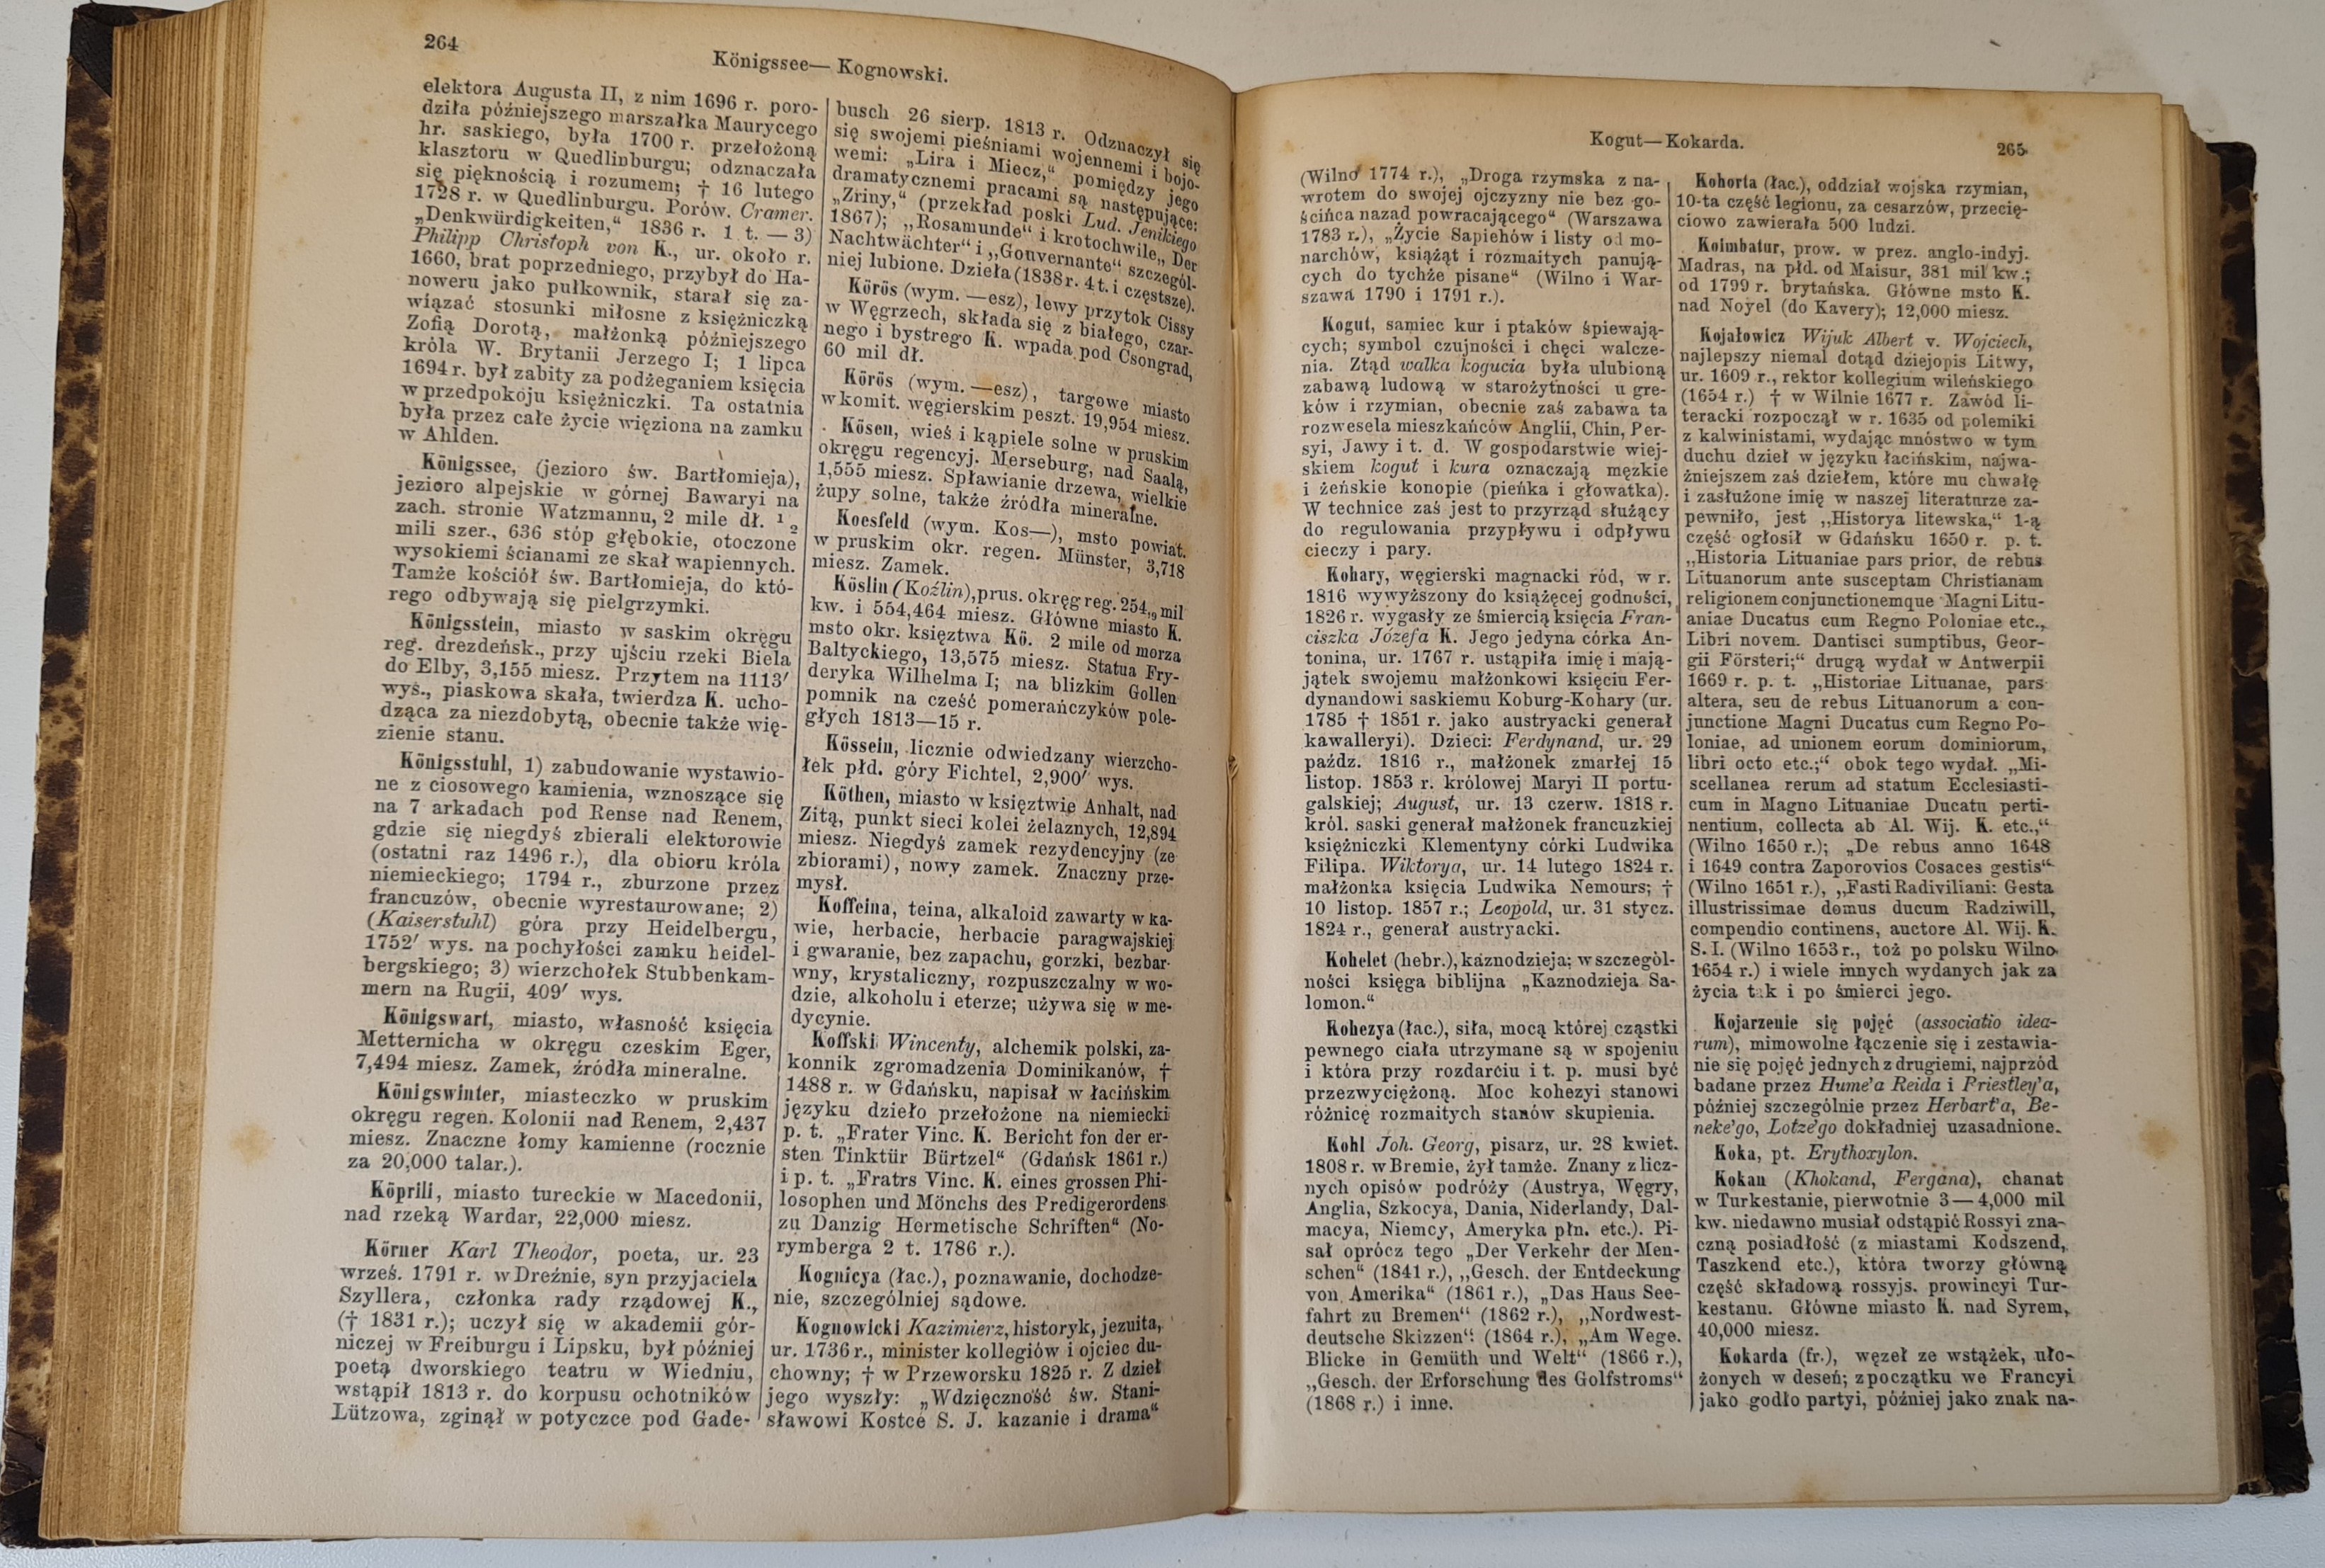 264
Königssee— Kognowski.
elektora Augusta II, z nim 1696 r. poro-
dziła późniejszego marszałka Maurycego
hr. saskiego, była 1700 r. przełożoną
klasztoru w Quedlinburgu; odznaczała
się pięknością i rozumem; † 16 lutego
1728 r. w Quedlinburgu. Porów. Cramer.
„Denkwürdigkeiten,“ 1836 r. 1 t. — 3)
Philipp Christoph von K., ur. około r.
1660, brat poprzedniego, przybył do Ha-
noweru jako pułkownik, starał się za-
wiązać stosunki miłosne z księżniczką
Zofią Dorotą, małżonką późniejszego
króla W. Brytanii Jerzego I; 1 lipca
1694 r. był zabity za podżeganiem księcia
w przedpokoju księżniczki. Ta ostatnia
była przez całe życie więziona na zamku
w Ahlden.
Königssee, (jezioro św. Bartłomieja),
jezioro alpejskie w górnej Bawaryi na
zach. stronie Watzmannu, 2 mile dł. 1/2
mili szer., 636 stóp głębokie, otoczone
wysokiemi ścianami ze skał wapiennych.
Tamże kościół św. Bartłomieja, do któ-
rego odbywają się pielgrzymki.
Königsstein, miasto w saskim okręgu
reg. drezdeńsk., przy ujściu rzeki Biela
do Elby, 3,155 miesz. Przytem na 1113′
wys., piaskowa skała, twierdza K. ucho-
dząca za niezdobytą, obecnie także wię-
zienie stanu.
Königsstuhl, 1) zabudowanie wystawio-
ne z ciosowego kamienia, wznoszące się
na 7 arkadach pod Rense nad Renem,
gdzie się niegdyś zbierali elektorowie
(ostatni raz 1496 r.), dla obioru króla
niemieckiego; 1794 r., zburzone przez
francuzów, obecnie wyrestaurowane; 2)
(Kaiserstuhl) góra przy Heidelbergu,
1752′ wys. na pochyłości zamku heidel-
bergskiego; 3) wierzchołek Stubbenkam-
mern na Rugii, 409′ wys.
Königswart, miasto, własność księcia
Metternicha w okręgu czeskim Eger,
7,494 miesz. Zamek, źródła mineralne.
Königswinter, miasteczko w pruskim
okręgu regen. Kolonii nad Renem, 2,437
miesz. Znaczne łomy kamienne (rocznie
za 20,000 talar.).
Köprili, miasto tureckie w Macedonii,
nad rzeką Wardar, 22,000 miesz.
Körner Karl Theodor, poeta, ur. 23
wrześ. 1791 r. w Dreźnie, syn przyjaciela
Szyllera, członka rady rządowej K.,
(† 1831 r.); uczył się w akademii gór-
niczej w Freiburgu i Lipsku, był później
poetą dworskiego teatru w Wiedniu,
wstąpił 1813 r. do korpusu ochotników
Lützowa, zginął w potyczce pod Gade-
busch 26 sierp. 1813 r. Odznaczył się
się swojemi pieśniami wojennemi i bojo-
wemi: „Lira i Miecz,“ pomiędzy jego
dramatycznemi pracami są następujące:
„Zriny,“ (przekład poski Lud. Jenikiego
1867); „Rosamunde“ i krotochwile„ Der
Nachtwächter“ i „Gouvernante“ szczegól-
niej lubione. Dzieła (1838 r. 4 t. i częstsze).
Körös (wym. —esz), lewy przytok Cissy
w Węgrzech, składa się z białego, czar-
nego i bystrego K. wpada pod Csongrad,
60 mil dł.
Körös (wym. —esz), targowe miasto
w komit. węgierskim peszt. 19,954 miesz.
Kösen, wieś i kąpiele solne w pruskim
okręgu regencyj. Merseburg, nad Saalą,
1,555 miesz. Spławianie drzewa, wielkie
żupy solne, także źródła mineralne.
Koesfeld (wym. Kos—), msto powiat.
w pruskim okr. regen. Münster, 3,718
miesz. Zamek.
Köslin (Koźlin), prus. okręg reg. 254,19 mil
kw. i 554,464 miesz. Główne miasto K.
msto okr. księztwa Kö. 2 mile od morza
Baltyckiego, 13,575 miesz. Statua Fry-
deryka Wilhelma I; na blizkim Gollen
pomnik na cześć pomerańczyków pole-
głych 1813—15 r.
Kössein, licznie odwiedzany wierzcho-
łek płd. góry Fichtel, 2,900′ wys.
Köthen, miasto w księztwie Anhalt, nad
Zitą, punkt sieci kolei żelaznych, 12,894
miesz. Niegdyś zamek rezydencyjny (ze
zbiorami), nowy zamek. Znaczny prze-
mysł.
Koffeina, teina, alkaloid zawarty w ka-
wie, herbacie, herbacie paragwajskiej
i gwaranie, bez zapachu, gorzki, bezbar-
wny, krystaliczny, rozpuszczalny w wo-
dzie, alkoholu i eterze; używa się w me-
dycynie.
Koffski Wincenty, alchemik polski, za-
konnik zgromadzenia Dominikanów, †
1488 r. w Gdańsku, napisał w łacińskim
języku dzieło przełożone na niemiecki
p. t. „Frater Vinc. K. Bericht fon der er-
sten Tinktür Bürtzel“ (Gdańsk 1861 r.)
i p. t. „Fratrs Vinc. K. eines grossen Phi-
losophen und Mönchs des Predigerordens
zu Danzig Hermetische Schriften“ (No-
rymberga 2 t. 1786 r.).
Kognicya (łac.), poznawanie, dochodze-
nie, szczególniej sądowe.
Kognowicki Kazimierz, historyk, jezuita,
ur. 1736 r., minister kollegiów i ojciec du-
chowny; † w Przeworsku 1825 r. Z dzieł
jego wyszły: „Wdzięczność św. Stani-
sławowi Kostce S. J. kazanie i drama“
Kogut—Kokarda.
265
(Wilno 1774 r.), „Droga rzymska z na-
wrotem do swojej ojczyzny nie bez go-
ścińca nazad powracającego“ (Warszawa
1783 r.), „Życie Sapiehów i listy od mo-
narchów, książąt i rozmaitych panują-
cych do tychże pisane“ (Wilno i War-
szawa 1790 i 1791 r.).
Kogut, samiec kur i ptaków śpiewają-
cych; symbol czujności i chęci walcze-
nia. Ztąd walka kogucia była ulubioną
zabawą ludową w starożytności u gre-
ków i rzymian, obecnie zaś zabawa ta
rozwesela mieszkańców Anglii, Chin, Per-
syi, Jawy i t. d. W gospodarstwie wiej-
skiem kogut i kura oznaczają męzkie
i żeńskie konopie (pieńka i głowatka).
W technice zaś jest to przyrząd służący
do regulowania przypływu i odpływu
cieczy i pary.
Kohary, węgierski magnacki ród, w r.
1816 wywyższony do książęcej godności,
1826 r. wygasły ze śmiercią księcia Fran-
ciszka Józefa K. Jego jedyna córka An-
tonina, ur. 1767 r. ustąpiła imię i mają-
jątek swojemu małżonkowi księciu Fer-
dynandowi saskiemu Koburg-Kohary (ur.
1785 † 1851 r. jako austryacki generał
kawalleryi). Dzieci: Ferdynand, ur. 29
paźdz. 1816 r., małżonek zmarłej 15
listop. 1853 r. królowej Maryi II portu-
galskiej; August, ur. 13 czerw. 1818 r.
król. saski generał małżonek francuzkiej
księżniczki Klementyny córki Ludwika
Filipa. Wiktorya, ur. 14 lutego 1824 r.
małżonka księcia Ludwika Nemours; †
10 listop. 1857 r.; Leopold, ur. 31 stycz.
1824 r., generał austryacki.
Kohelet (hebr.), kaznodzieja; w szczegól-
ności księga biblijna „Kaznodzieja Sa-
lomon.“
Kohezya (łac.), siła, mocą której cząstki
pewnego ciała utrzymane są w spojeniu
i która przy rozdarciu i t. p. musi być
przezwyciężoną. Moc kohezyi stanowi
różnicę rozmaitych stanów skupienia.
Kohl Joh. Georg, pisarz, ur. 28 kwiet.
1808 r. w Bremie, żył tamże. Znany z licz-
nych opisów podróży (Austrya, Węgry,
Anglia, Szkocya, Dania, Niderlandy, Dal-
macya, Niemcy, Ameryka płn. etc.). Pi-
sał oprócz tego „Der Verkehr der Men-
schen“ (1841 r.), „Gesch. der Entdeckung
von Amerika“ (1861 r.), „Das Haus See-
fahrt zu Bremen“ (1862 r.), „Nordwest-
deutsche Skizzen“ (1864 r.), „Am Wege.
Blicke in Gemüth und Welt“ (1866 r.),
„Gesch. der Erforschung des Golfstroms“
(1868 r.) i inne.
Kohorta (łac.), oddział wojska rzymian,
10-ta część legionu, za cesarzów, przecię-
ciowo zawierała 500 ludzi.
Koimbatur, prow. w prez. anglo-indyj.
Madras, na płd. od Maisur, 381 mil kw.;
od 1799 r. brytańska. Główne msto K.
nad Noyel (do Kavery); 12,000 miesz.
Kojałowicz Wijuk Albert v. Wojciech,
najlepszy niemal dotąd dziejopis Litwy,
ur. 1609 r., rektor kollegium wileńskiego
(1654 r.) † w Wilnie 1677 r. Zawód li-
teracki rozpoczął w r. 1635 od polemiki
z kalwinistami, wydając mnóstwo w tym
duchu dzieł w języku łacińskim, najwa-
żniejszem zaś dziełem, które mu chwałę
i zasłużone imię w naszej literaturze za-
pewniło, jest „Historya litewska,“ 1-ą
część ogłosił w Gdańsku 1650 r. p. t.
„Historia Lituaniae pars prior, de rebus
Lituanorum ante susceptam Christianam
religionem conjunctionemque Magni Litu-
aniae Ducatus cum Regno Poloniae etc.,
Libri novem. Dantisci sumptibus, Geor-
gii Försteri;“ drugą wydał w Antwerpii
1669 r. p. t. „Historiae Lituanae, pars
altera, seu de rebus Lituanorum a con-
junctione Magni Ducatus cum Regno Po-
loniae, ad unionem eorum dominiorum,
libri octo etc.;“ obok tego wydał. „Mi-
scellanea rerum ad statum Ecclesiasti-
cum in Magno Lituaniae Ducatu perti-
nentium, collecta ab Al. Wij. K. etc.,“
(Wilno 1650 r.); „De rebus anno 1648
i 1649 contra Zaporovios Cosaces gestis“
(Wilno 1651 r.), „Fasti Radiviliani: Gesta
illustrissimae domus ducum Radziwill,
compendio continens, auctore Al. Wij. K.
S. I. (Wilno 1653 r., toż po polsku Wilno
1654 r.) i wiele innych wydanych jak za
życia tak i po śmierci jego.
Kojarzenie się pojęć (associatio idea-
rum), mimowolne łączenie się i zestawia-
nie się pojęć jednych z drugiemi, najprzód
badane przez Hume'a Reida i Priestley'a,
później szczególnie przez Herbart'a, Be-
neke'go, Lotze'go dokładniej uzasadnione.
Koka, pt. Erythoxylon.
Kokan (Khokand, Fergana), chanat
w Turkestanie, pierwotnie 3—4,000 mil
kw. niedawno musiał odstąpić Rossyi zna-
czną posiadłość (z miastami Kodszend,
Taszkend etc.), która tworzy główną
część składową rossyjs. prowincyi Tur-
kestanu. Główne miasto K. nad Syrem,
40,000 miesz.
Kokarda (fr.), węzeł ze wstążek, uło-
żonych w deseń; z początku we Francyi
jako godło partyi, później jako znak na-